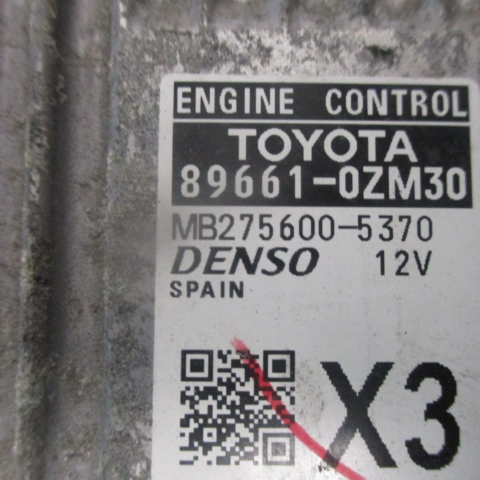 ENGINE CONTROL
TOYOTA
89661-0ZM30
MB275600-5370
DENSO 12V
SPAIN
X3